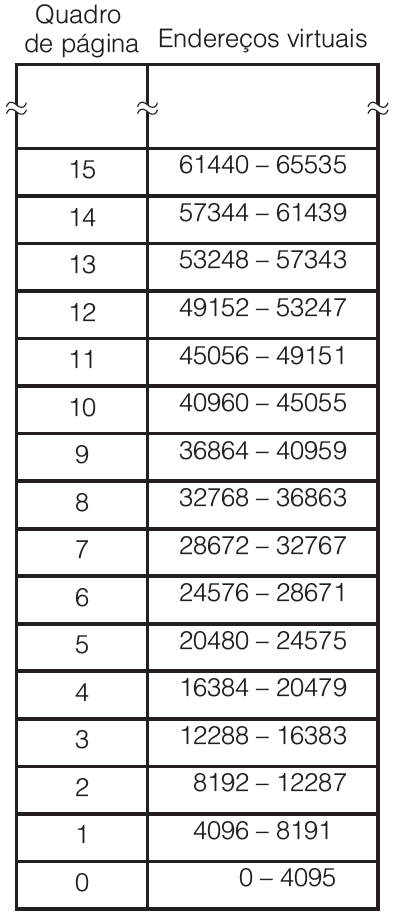 Quadro de página Endereços virtuais
15 61440 – 65535
14 57344 – 61439
13 53248 – 57343
12 49152 – 53247
11 45056 – 49151
10 40960 – 45055
9 36864 – 40959
8 32768 – 36863
7 28672 – 32767
6 24576 – 28671
5 20480 – 24575
4 16384 – 20479
3 12288 – 16383
2 8192 – 12287
1 4096 – 8191
0 0 – 4095